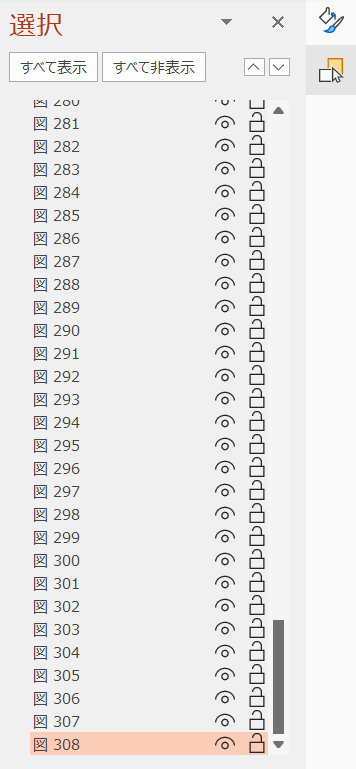 選択
すべて表示 すべて非表示
図 280
図 281
図 282
図 283
図 284
図 285
図 286
図 287
図 288
図 289
図 290
図 291
図 292
図 293
図 294
図 295
図 296
図 297
図 298
図 299
図 300
図 301
図 302
図 303
図 304
図 305
図 306
図 307
図 308